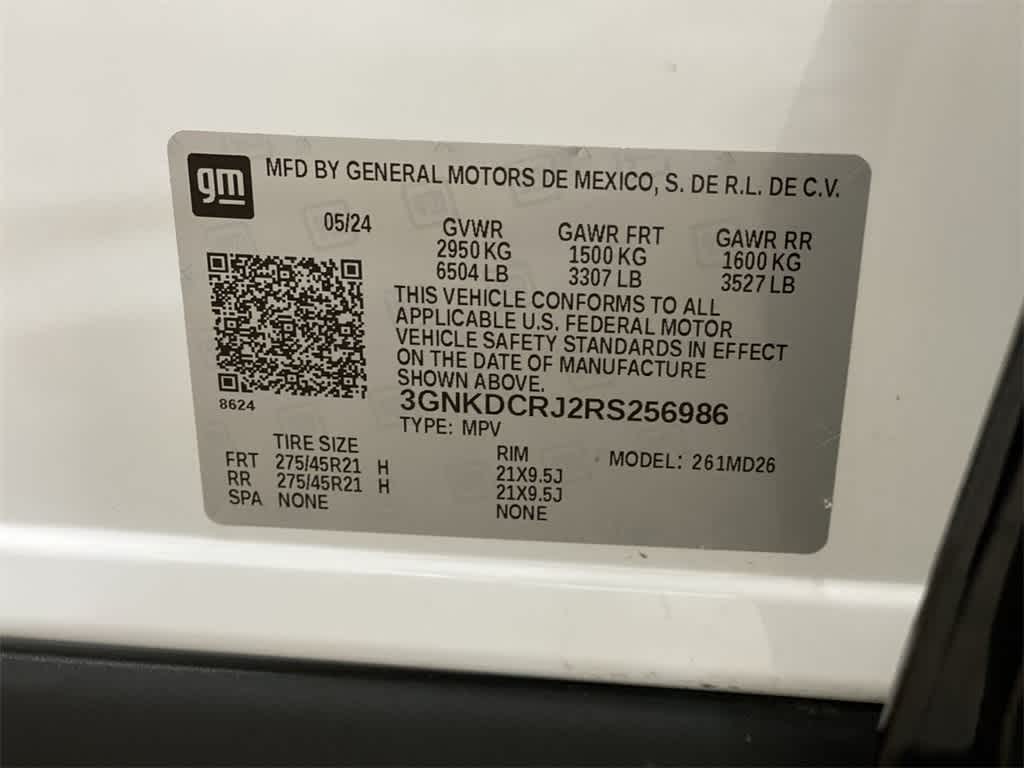 gm MFD BY GENERAL MOTORS DE MEXICO, S. DE R.L. DE C.V.
05/24 GVWR GAWR FRT GAWR RR
2950 KG 1500 KG 1600 KG
6504 LB 3307 LB 3527 LB
THIS VEHICLE CONFORMS TO ALL
APPLICABLE U.S. FEDERAL MOTOR
VEHICLE SAFETY STANDARDS IN EFFECT
ON THE DATE OF MANUFACTURE
SHOWN ABOVE.
8624
3GNKDCRJ2RS256986
TYPE: MPV
TIRE SIZE RIM MODEL: 261MD26
FRT 275/45R21 H 21X9.5J
RR 275/45R21 H 21X9.5J
SPA NONE NONE